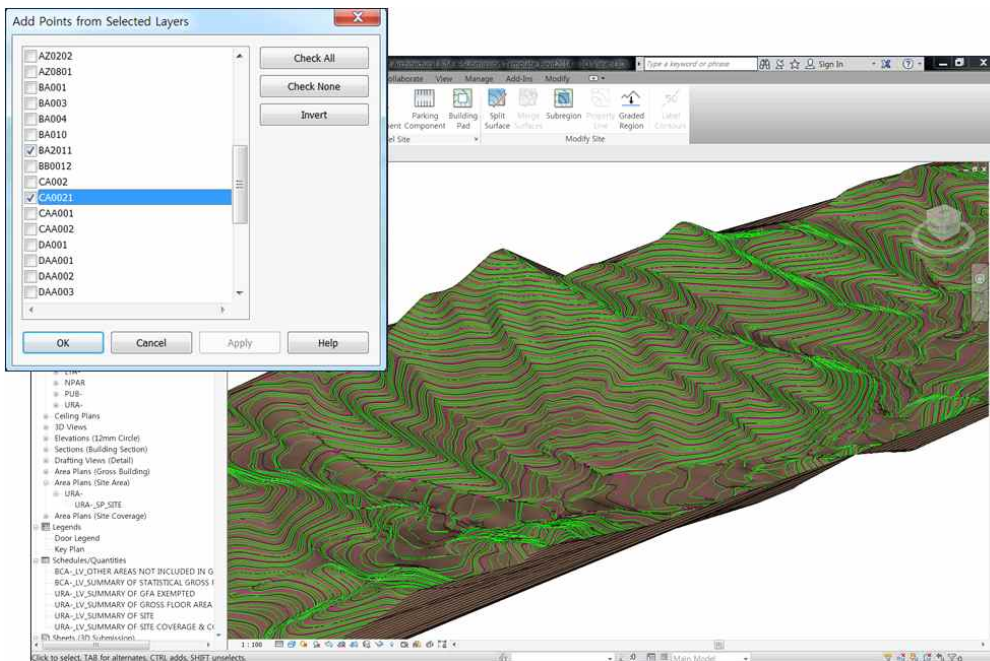 Add Points from Selected Layers
AZ0202
AZ0801
BA001
BA003
BA004
BA010
BA2011
BB0012
CA002
CA0021
CAA001
CAA002
DA001
DAA001
DAA002
DAA003
Check All
Check None
Invert
OK
Cancel
Apply
Help
Type a keyword or phrase
Sign In
View Manage Add-Ins Modify
Parking Building Split Merge Subregion Property Graded Label
Component Pad Surface Surfaces Line Region Contours
Modify Site
NPAR
PUB-
URA-
Ceiling Plans
3D Views
Elevations (12mm Circle)
Sections (Building Section)
Drafting Views (Detail)
Area Plans (Gross Building)
Area Plans (Site Area)
URA-
URA-_SP_SITE
Area Plans (Site Coverage)
Legends
Door Legend
Key Plan
Schedules/Quantities
BCA-_LV_OTHER AREAS NOT INCLUDED IN G
BCA-_LV_SUMMARY OF STATISTICAL GROSS
URA-_LV_SUMMARY OF GFA EXEMPTED
URA-_LV_SUMMARY OF GROSS FLOOR AREA
URA-_LV_SUMMARY OF SITE
URA-_LV_SUMMARY OF SITE COVERAGE &
Sheets (3D Submission)
1 : 100
Click to select, TAB for alternates, CTRL adds, SHIFT unselects.
:0
Main Model